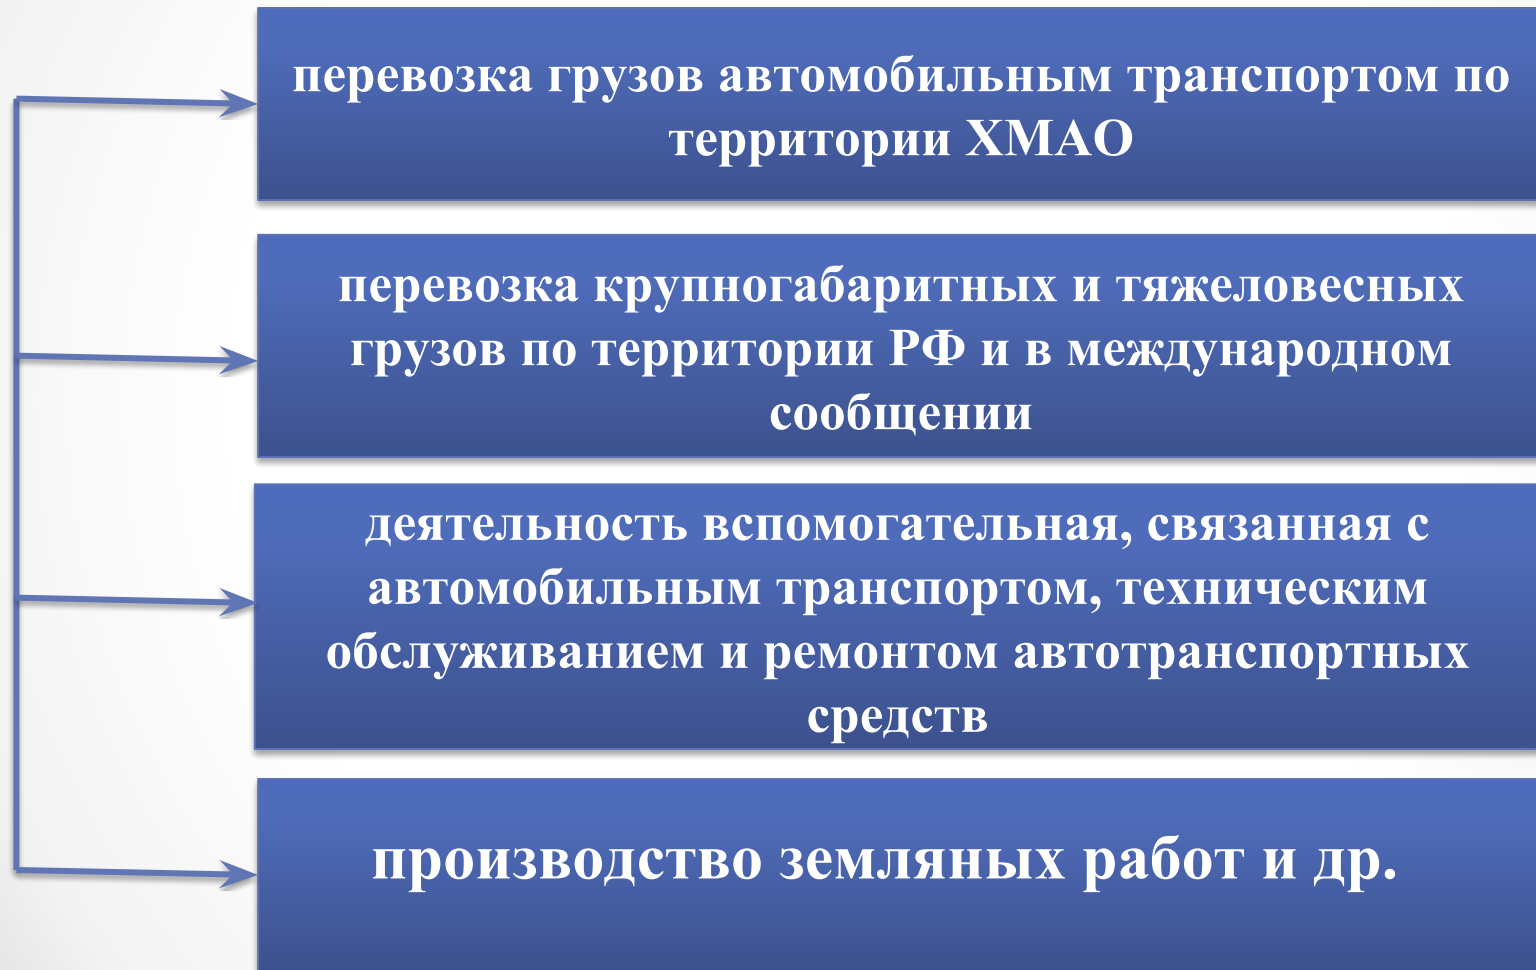 перевозка грузов автомобильным транспортом по
территории ХМАО
перевозка крупногабаритных и тяжеловесных
грузов по территории РФ и в международном
сообщении
деятельность вспомогательная, связанная с
автомобильным транспортом, техническим
обслуживанием и ремонтом автотранспортных
средств
производство земляных работ и др.